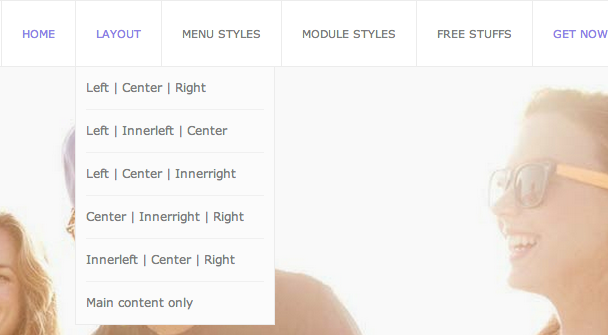 HOME LAYOUT MENU STYLES MODULE STYLES FREE STUFFS GET NOW
Left | Center | Right
Left | Innerleft | Center
Left | Center | Innerright
Center | Innerright | Right
Innerleft | Center | Right
Main content only